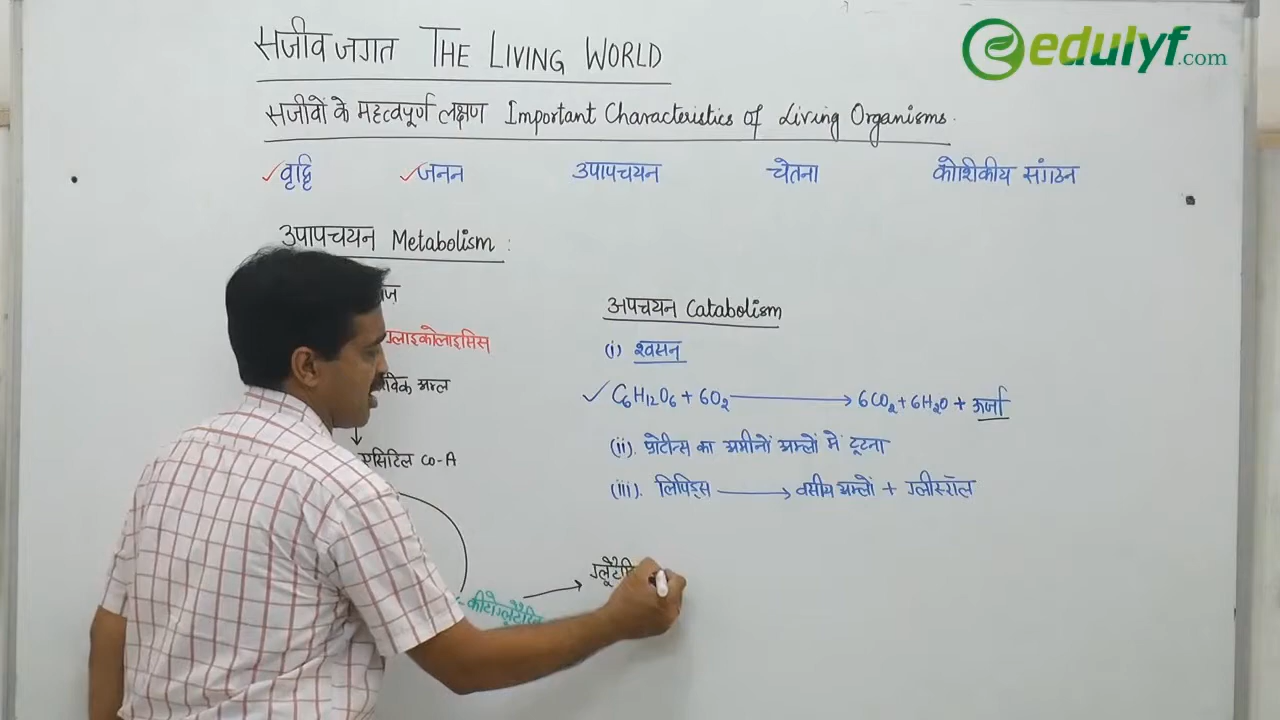 सजीव जगत THE LIVING WORLD
edulyf.com
सजीवों के महत्वपूर्ण लक्षण Important Characteristics of Living Organisms.
✓वृद्धि ✓जनन उपापचयन चेतना कोशिकीय संगठन
उपापचयन Metabolism :
अपचयन Catabolism
ग्लाइकोलाइसिस
(i) श्वसन
अम्ल
✓ C6H12O6 + 6O2 → 6CO2 + 6H2O + ऊर्जा
(ii). प्रोटीन्स का अमीनों अम्लों में टूटना
एसिटिल CO-A
(iii). लिपिड्स → वसीय अम्लों + ग्लीसरॉल